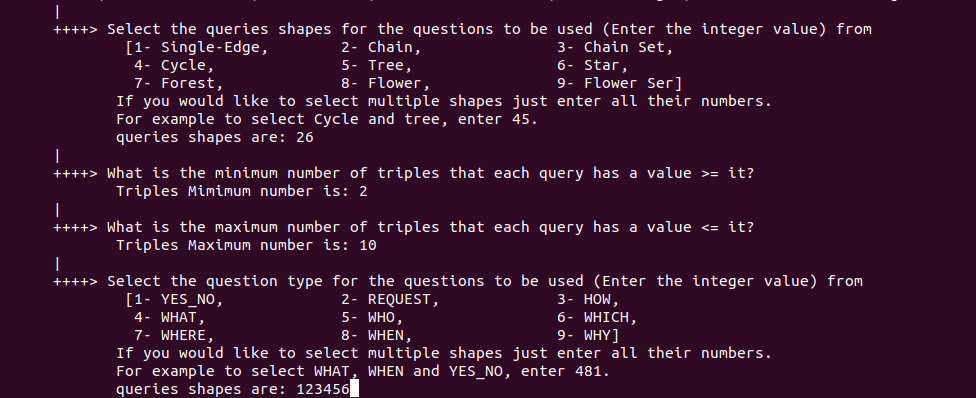 |
++++> Select the queries shapes for the questions to be used (Enter the integer value) from
[1- Single-Edge, 2- Chain, 3- Chain Set,
4- Cycle, 5- Tree, 6- Star,
7- Forest, 8- Flower, 9- Flower Ser]
If you would like to select multiple shapes just enter all their numbers.
For example to select Cycle and tree, enter 45.
queries shapes are: 26
|
++++> What is the minimum number of triples that each query has a value >= it?
Triples Mimimum number is: 2
|
++++> What is the maximum number of triples that each query has a value <= it?
Triples Maximum number is: 10
|
++++> Select the question type for the questions to be used (Enter the integer value) from
[1- YES_NO, 2- REQUEST, 3- HOW,
4- WHAT, 5- WHO, 6- WHICH,
7- WHERE, 8- WHEN, 9- WHY]
If you would like to select multiple shapes just enter all their numbers.
For example to select WHAT, WHEN and YES_NO, enter 481.
queries shapes are: 123456